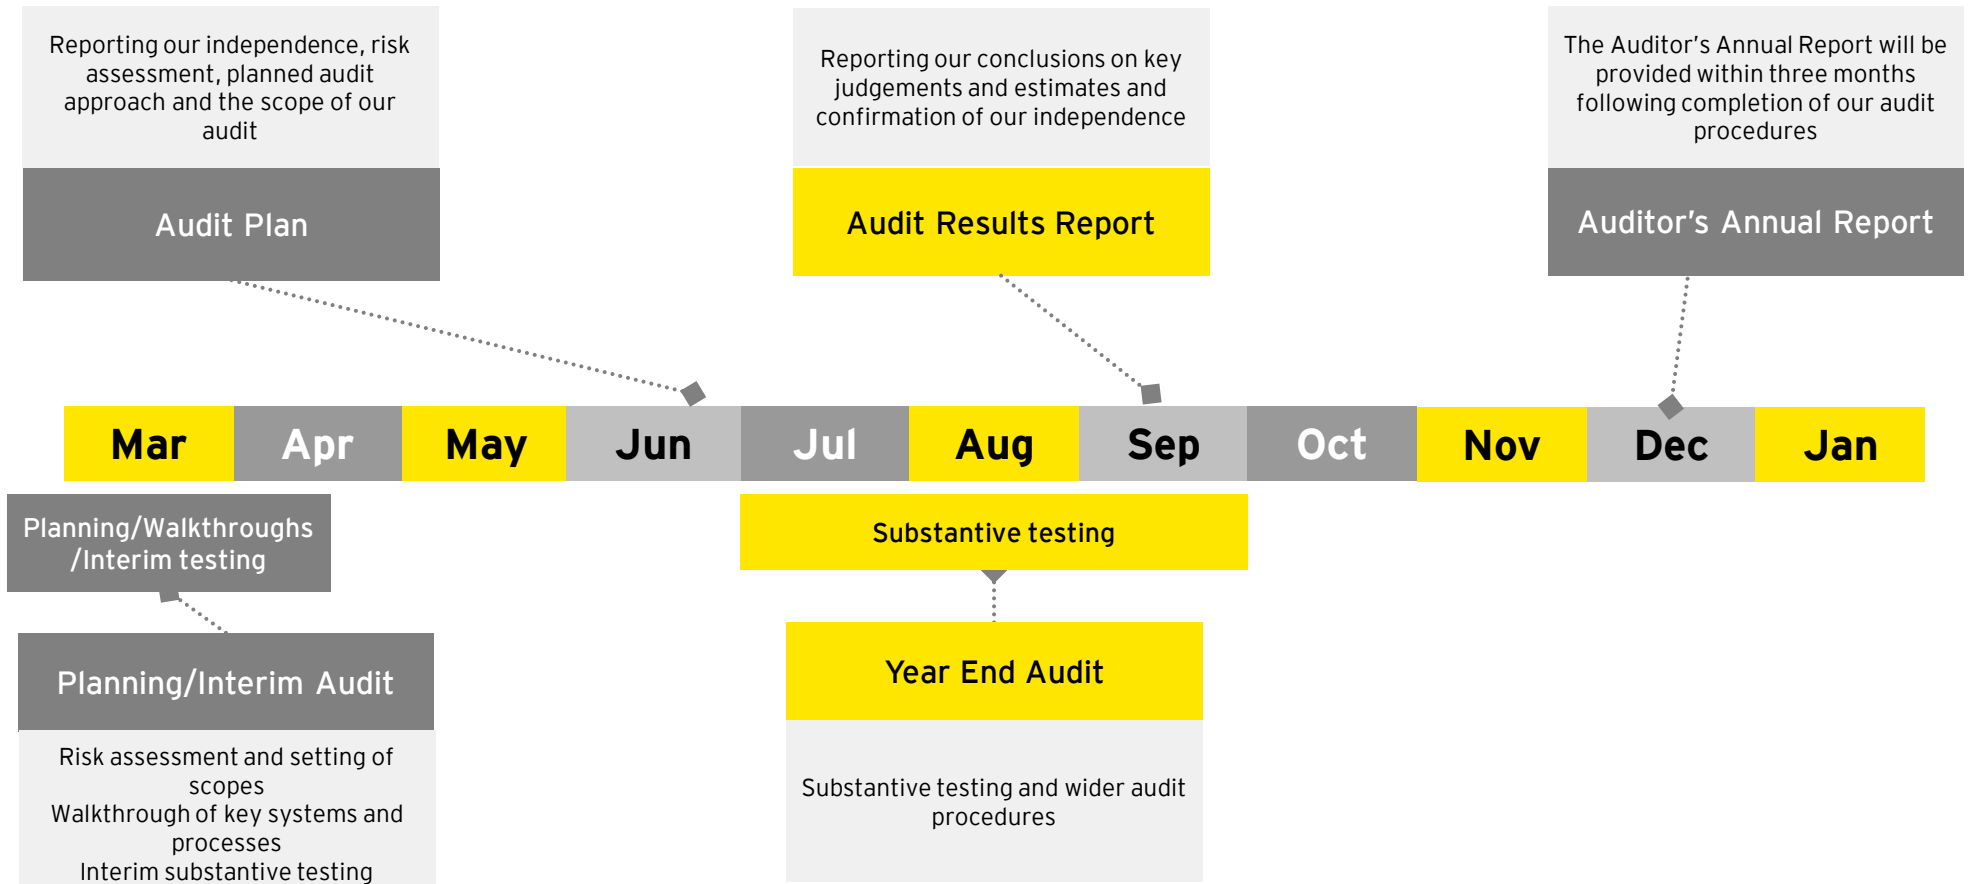 Reporting our independence, risk
assessment, planned audit
approach and the scope of our
audit
Audit Plan
Reporting our conclusions on key
judgements and estimates and
confirmation of our independence
Audit Results Report
The Auditor's Annual Report will be
provided within three months
following completion of our audit
procedures
Auditor's Annual Report
Mar Apr May Jun Jul Aug Sep Oct Nov Dec Jan
Planning/Walkthroughs
/Interim testing
Planning/Interim Audit
Risk assessment and setting of
scopes
Walkthrough of key systems and
processes
Interim substantive testing
Substantive testing
Year End Audit
Substantive testing and wider audit
procedures